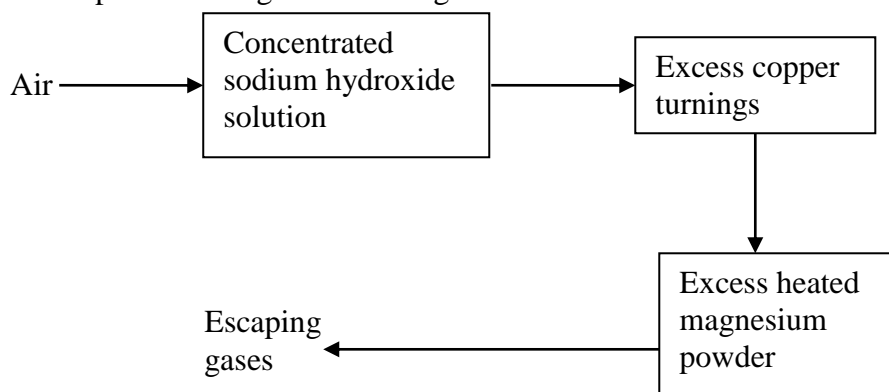 Concentrated
sodium hydroxide
solution
Air
Excess copper
turnings
Excess heated
magnesium
powder
Escaping
gases